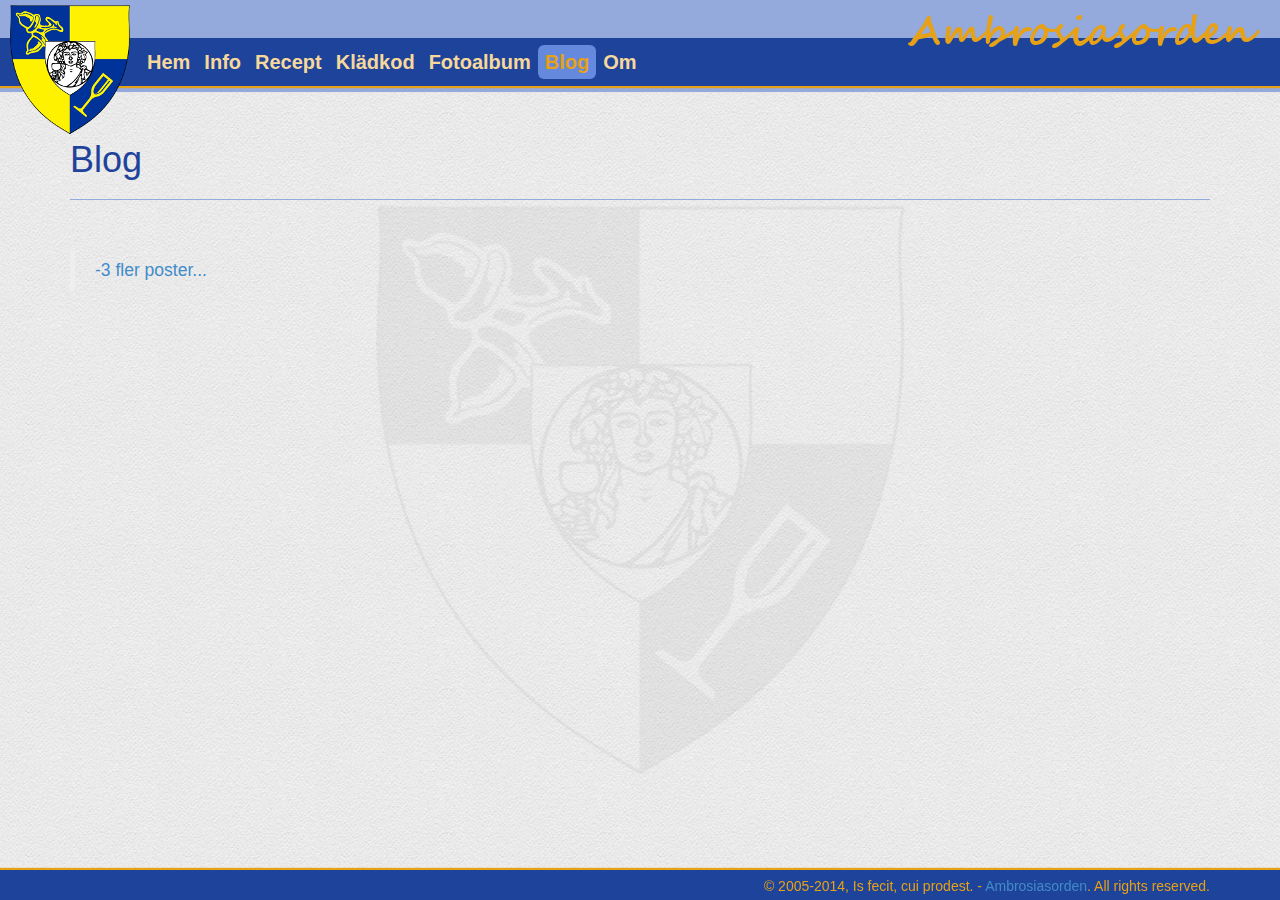 Ambrosiasorden
Hem Info Recept Klädkod Fotoalbum Blog Om
Blog
-3 fler poster...
© 2005-2014, Is fecit, cui prodest. - Ambrosiasorden. All rights reserved.